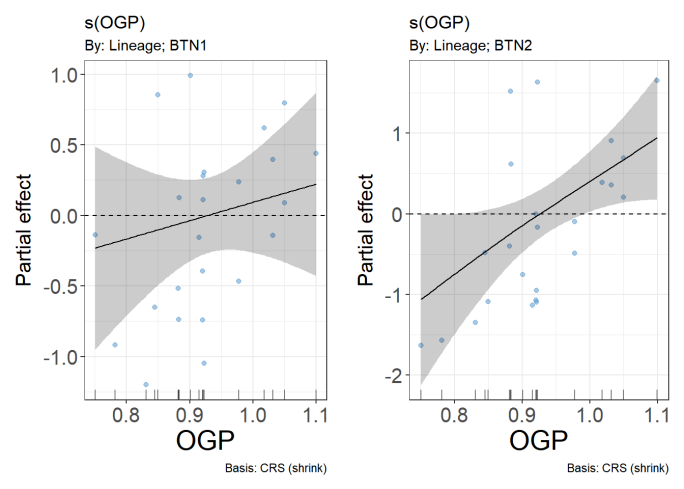 s(OGP)
By: Lineage; BTN1
1.0
0.5
0.0
-0.5
-1.0
Partial effect
0.8 0.9 1.0 1.1
OGP
Basis: CRS (shrink)
s(OGP)
By: Lineage; BTN2
1
0
-1
-2
Partial effect
0.8 0.9 1.0 1.1
OGP
Basis: CRS (shrink)